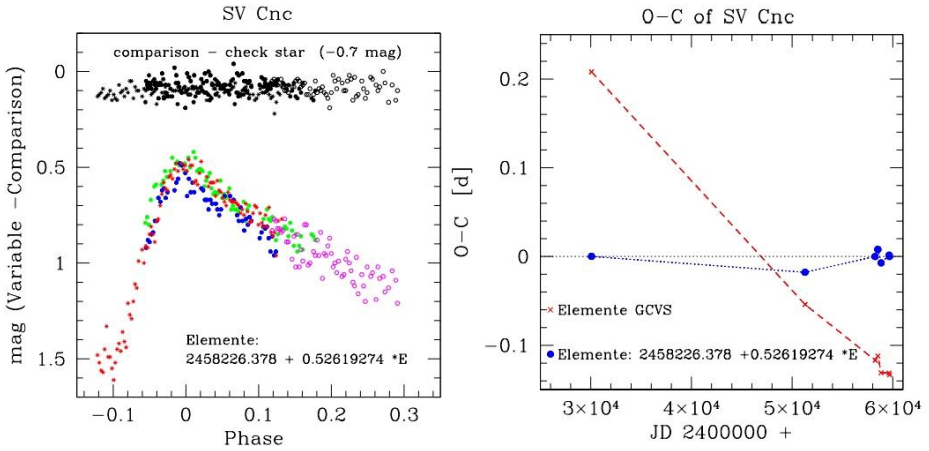 SV Cnc
comparison - check star (-0.7 mag)
mag (Variable -Comparison)
0
0.5
1
1.5
Elemente:
2458226.378 + 0.52619274 *E
-0.1 0 0.1 0.2 0.3
Phase
O-C of SV Cnc
O-C [d]
0.2
0.1
0
-0.1
Elemente GCVS
Elemente: 2458226.378 +0.52619274 *E
3×10⁴ 4×10⁴ 5×10⁴ 6×10⁴
JD 2400000 +